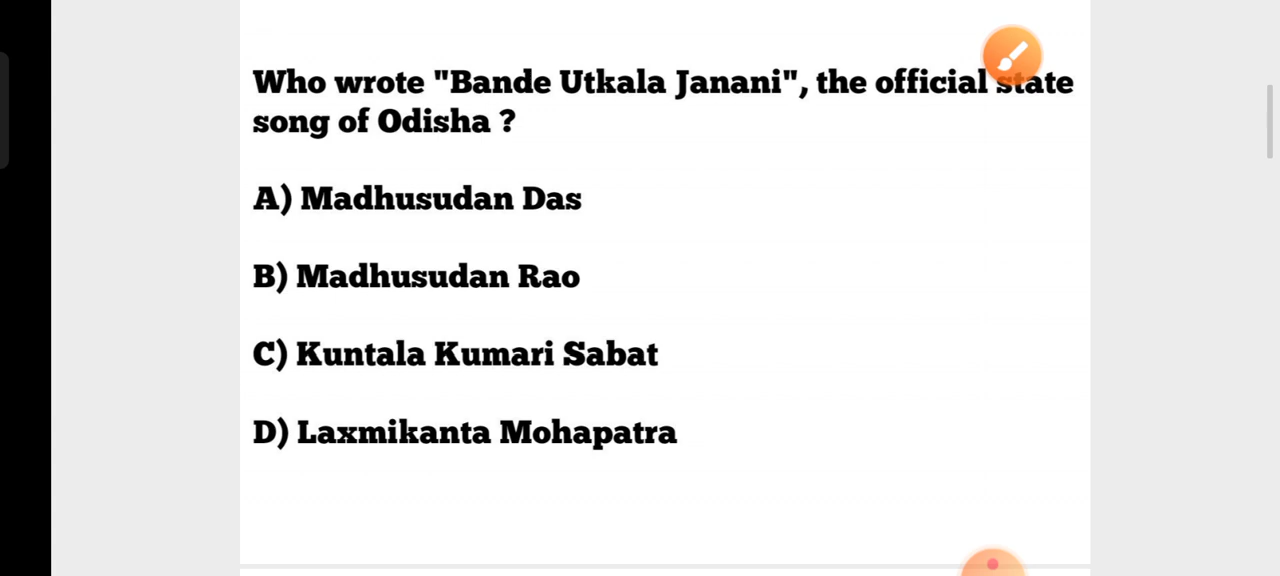 Who wrote "Bande Utkala Janani", the official state
song of Odisha ?
A) Madhusudan Das
B) Madhusudan Rao
C) Kuntala Kumari Sabat
D) Laxmikanta Mohapatra